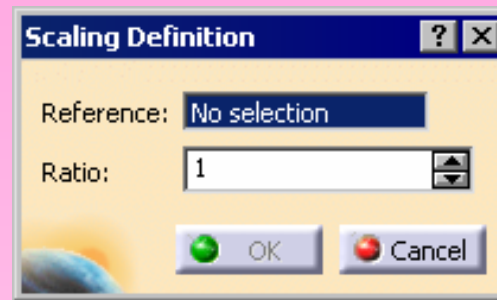 Scaling Definition ? X
Reference: No selection
Ratio: 1
OK Cancel